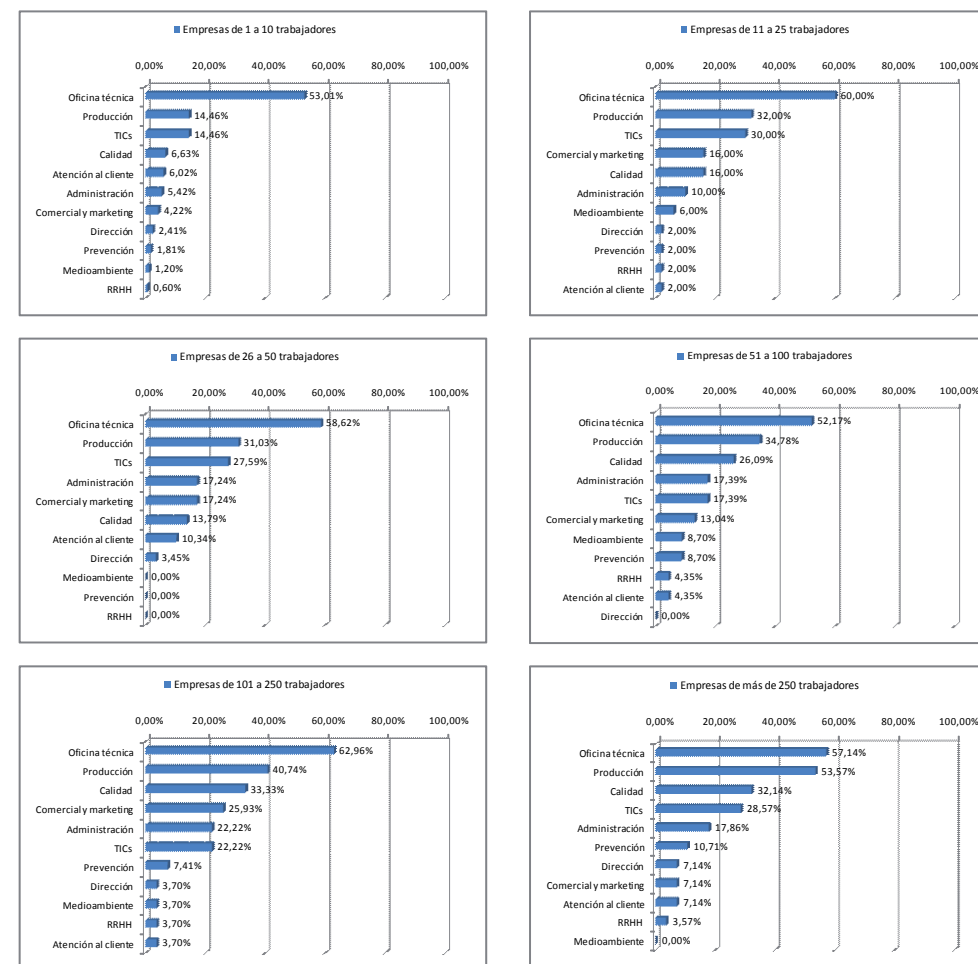 Empresas de 1 a 10 trabajadores
0,00% 20,00% 40,00% 60,00% 80,00% 100,00%
Oficina técnica 53,01%
Producción 14,46%
TICs 14,46%
Calidad 6,63%
Atención al cliente 6,02%
Administración 5,42%
Comercial y marketing 4,22%
Dirección 2,41%
Prevención 1,81%
Medioambiente 1,20%
RRHH 0,60%
Empresas de 11 a 25 trabajadores
0,00% 20,00% 40,00% 60,00% 80,00% 100,00%
Oficina técnica 60,00%
Producción 32,00%
TICs 30,00%
Comercial y marketing 16,00%
Calidad 16,00%
Administración 10,00%
Medioambiente 6,00%
Dirección 2,00%
Prevención 2,00%
RRHH 2,00%
Atención al cliente 2,00%
Empresas de 26 a 50 trabajadores
0,00% 20,00% 40,00% 60,00% 80,00% 100,00%
Oficina técnica 58,62%
Producción 31,03%
TICs 27,59%
Administración 17,24%
Comercial y marketing 17,24%
Calidad 13,79%
Atención al cliente 10,34%
Dirección 3,45%
Medioambiente 0,00%
Prevención 0,00%
RRHH 0,00%
Empresas de 51 a 100 trabajadores
0,00% 20,00% 40,00% 60,00% 80,00% 100,00%
Oficina técnica 52,17%
Producción 34,78%
Calidad 26,09%
Administración 17,39%
TICs 17,39%
Comercial y marketing 13,04%
Medioambiente 8,70%
Prevención 8,70%
RRHH 4,35%
Atención al cliente 4,35%
Dirección 0,00%
Empresas de 101 a 250 trabajadores
0,00% 20,00% 40,00% 60,00% 80,00% 100,00%
Oficina técnica 62,96%
Producción 40,74%
Calidad 33,33%
Comercial y marketing 25,93%
Administración 22,22%
TICs 22,22%
Prevención 7,41%
Dirección 3,70%
Medioambiente 3,70%
RRHH 3,70%
Atención al cliente 3,70%
Empresas de más de 250 trabajadores
0,00% 20,00% 40,00% 60,00% 80,00% 100,00%
Oficina técnica 57,14%
Producción 53,57%
Calidad 32,14%
TICs 28,57%
Administración 17,86%
Prevención 10,71%
Dirección 7,14%
Comercial y marketing 7,14%
Atención al cliente 7,14%
RRHH 3,57%
Medioambiente 0,00%